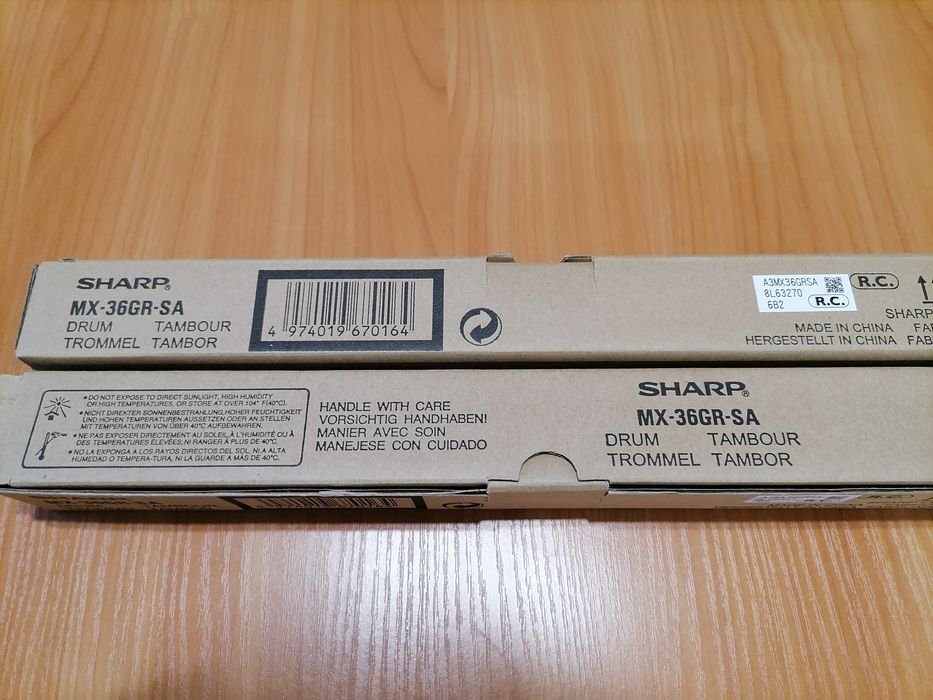 SHARP®
MX-36GR-SA
DRUM TAMBOUR
TROMMEL TAMBOR
4 974019 670164
A3MX36GRSA
8L63270
6B2 R.C.
R.C.
SHARP
MADE IN CHINA
HERGESTELLT IN CHINA
• DO NOT EXPOSE TO DIRECT SUNLIGHT, HIGH HUMIDITY
OR HIGH TEMPERATURES, OR STORE AT OVER 104° F(40°C).
• NICHT DIREKTER SONNENBESTRAHLUNG,HOHER FEUCHTIGKEIT
UND HOHEN TEMPERATUREN AUSSETZEN ODER AN STELLEN
MIT TEMPERATUREN VON ÜBER 40°C AUFBEWAHREN.
• NE PAS EXPOSER DIRECTEMENT AU SOLEIL,À L'HUMIDITÉ OU À
DES TEMPÉRATURES ÉLEVÉES, NI RANGER À PLUS DE 40°C.
• NO LA EXPONGA A LOS RAYOS DIRECTOS DEL SOL, NI A ALTA
HUMEDAD O TEMPERA-TURA, NI LA GUARDE A MAS DE 40°C.
HANDLE WITH CARE
VORSICHTIG HANDHABEN!
MANIER AVEC SOIN
MANEJESE CON CUIDADO
SHARP®
MX-36GR-SA
DRUM TAMBOUR
TROMMEL TAMBOR
R.C.